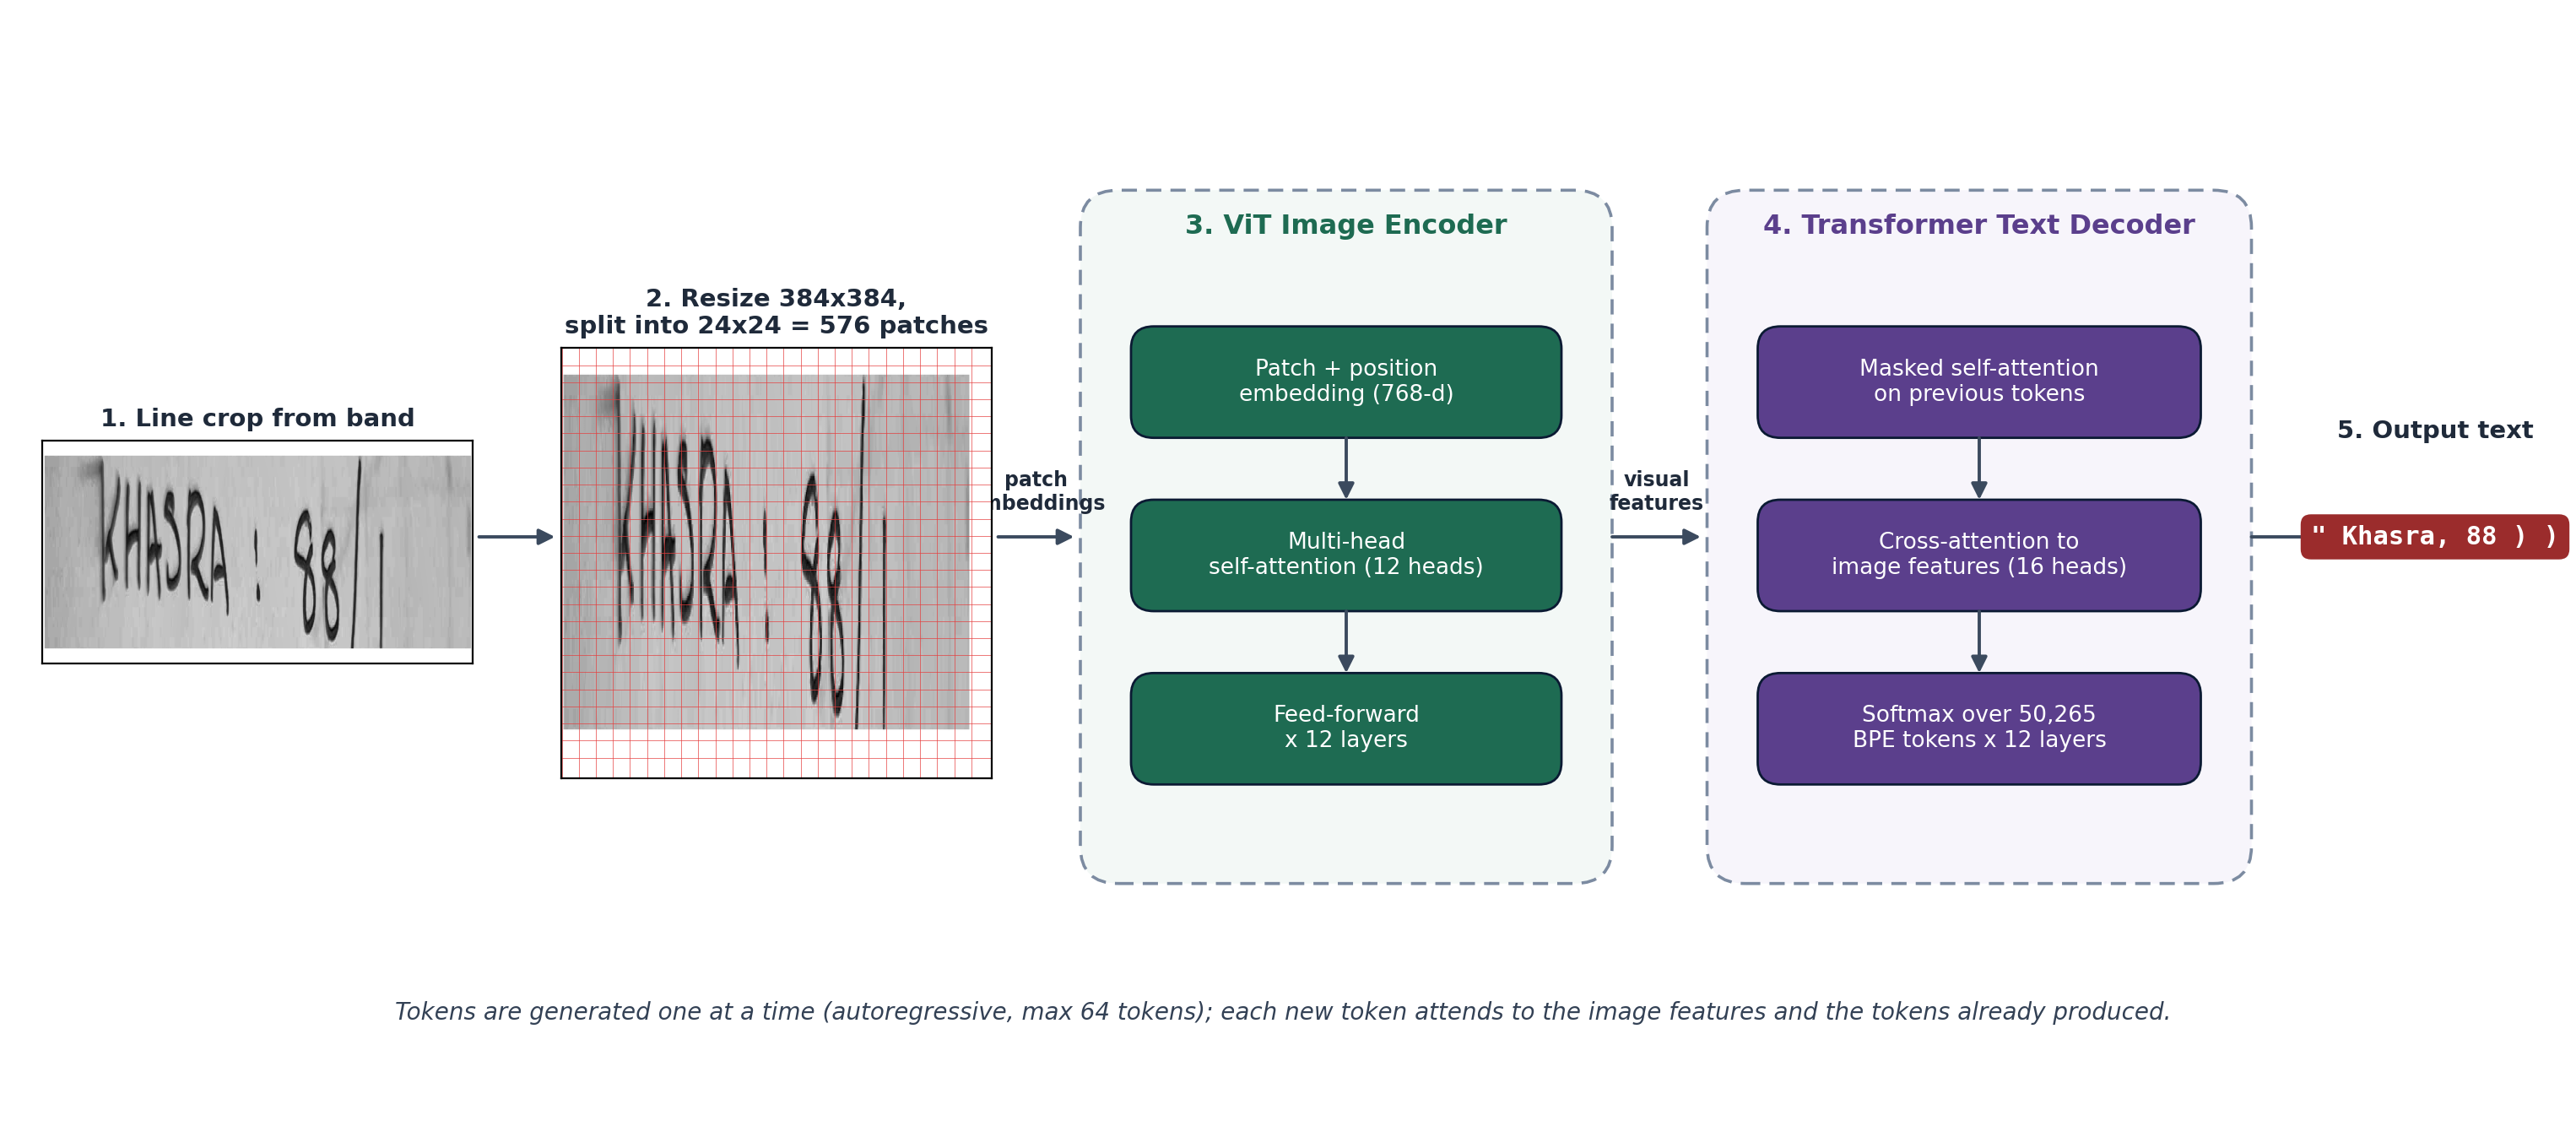 1. Line crop from band
KHASRA : 88/1
2. Resize 384x384,
split into 24x24 = 576 patches
KHASRA : 88/1
patch
mbeddings
3. ViT Image Encoder
Patch + position
embedding (768-d)
Multi-head
self-attention (12 heads)
Feed-forward
x 12 layers
visual
features
4. Transformer Text Decoder
Masked self-attention
on previous tokens
Cross-attention to
image features (16 heads)
Softmax over 50,265
BPE tokens x 12 layers
5. Output text
" Khasra, 88 ) )
Tokens are generated one at a time (autoregressive, max 64 tokens); each new token attends to the image features and the tokens already produced.